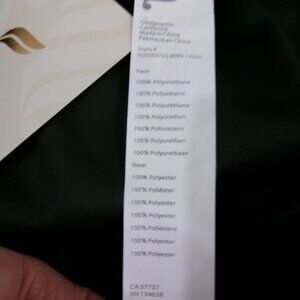 Designed in
California
Made in China
Fabriqué en Chine
Style #
Face:
100% Polyurethane
100% Poliuretano
100% Polyuréthane
100% Polyurethan
100% Poliuretano
100% Polyurethan
100% Polyurethaan
Base:
100% Polyester
100% Poliéster
100% Polyester
100% Polyester
100% Poliestere
100% Polyester
100% Polyester
CA 57737
RN 134638